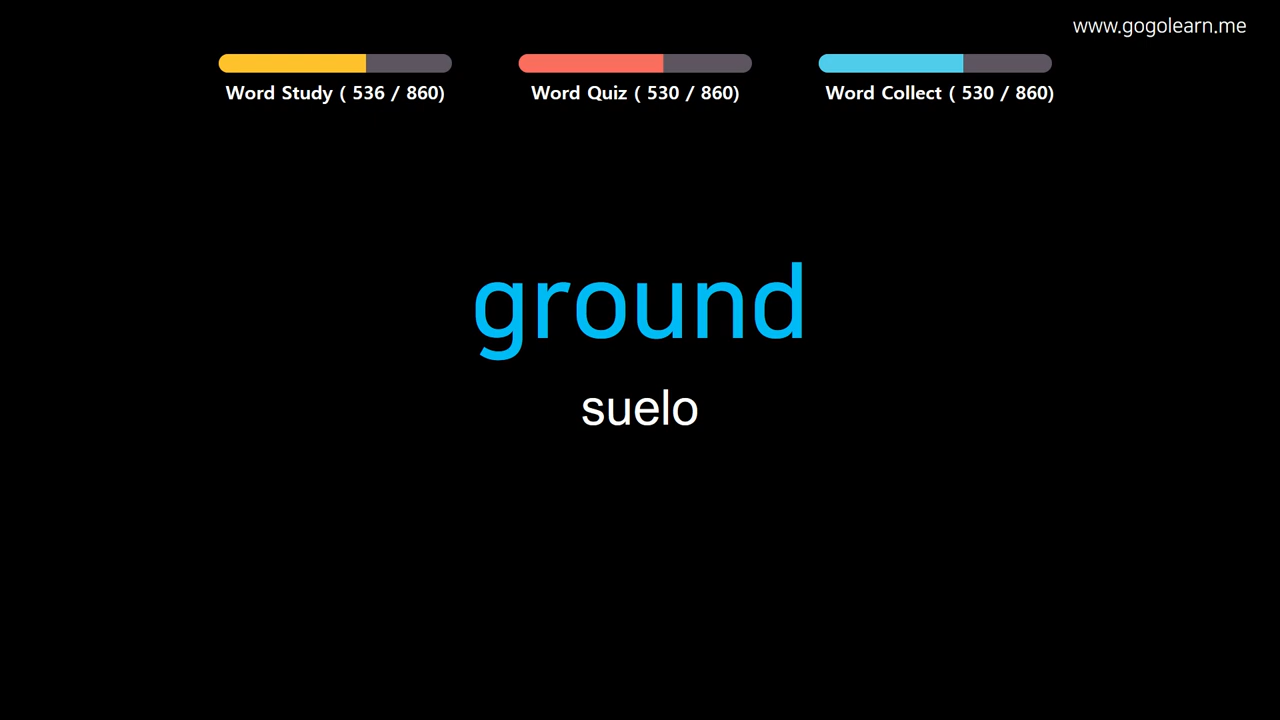 www.gogolearn.me
Word Study ( 536 / 860)
Word Quiz ( 530 / 860)
Word Collect ( 530 / 860)
ground
suelo